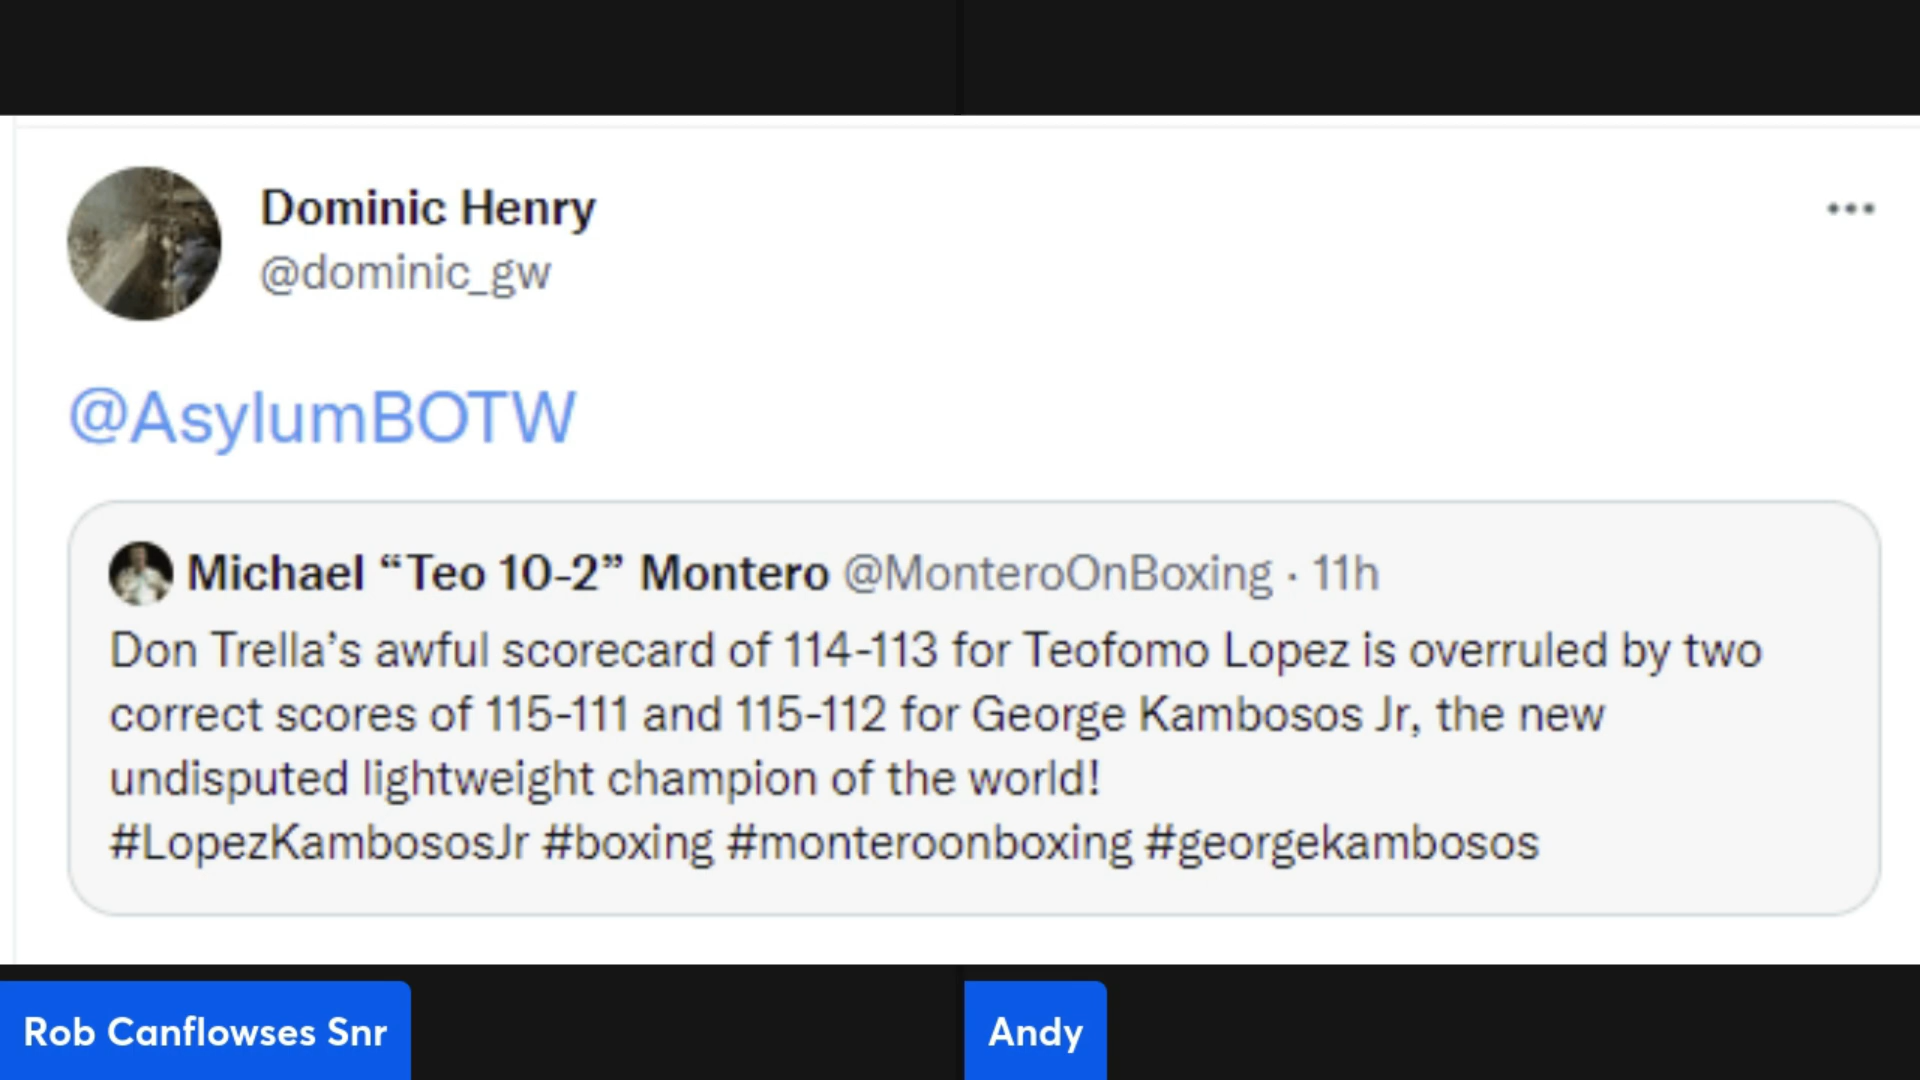 Dominic Henry
@dominic_gw
@AsylumBOTW
Michael “Teo 10-2” Montero @MonteroOnBoxing · 11h
Don Trella’s awful scorecard of 114-113 for Teofomo Lopez is overruled by two
correct scores of 115-111 and 115-112 for George Kambosos Jr, the new
undisputed lightweight champion of the world!
#LopezKambososJr #boxing #monteroonboxing #georgekambosos
Rob Canflowses Snr
Andy